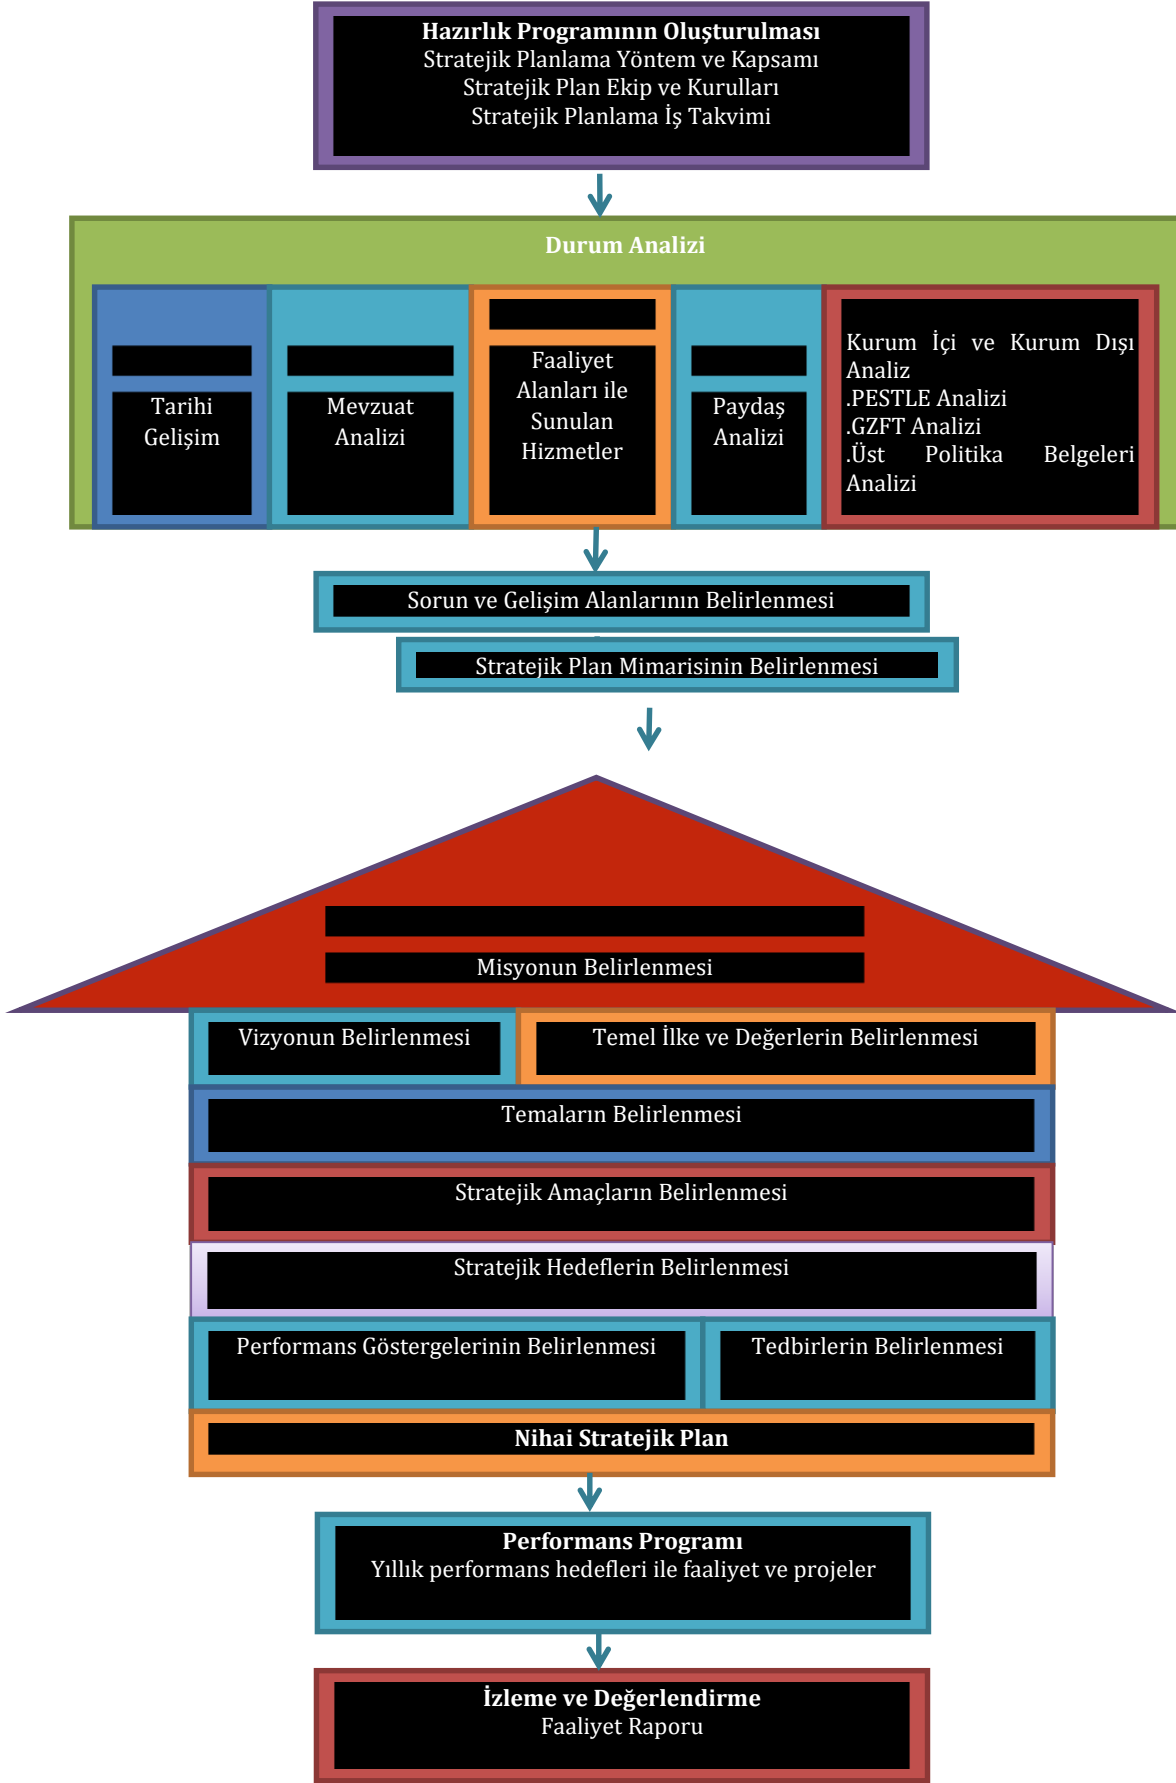 Hazırlık Programının Oluşturulması
Stratejik Planlama Yöntem ve Kapsamı
Stratejik Plan Ekip ve Kurulları
Stratejik Planlama İş Takvimi
Durum Analizi
Tarihi
Gelişim
Mevzuat
Analizi
Faaliyet
Alanları ile
Sunulan
Hizmetler
Paydaş
Analizi
Kurum İçi ve Kurum Dışı
Analiz
.PESTLE Analizi
.GZFT Analizi
.Üst Politika Belgeleri
Analizi
Sorun ve Gelişim Alanlarının Belirlenmesi
Stratejik Plan Mimarisinin Belirlenmesi
Misyonun Belirlenmesi
Vizyonun Belirlenmesi
Temel İlke ve Değerlerin Belirlenmesi
Temaların Belirlenmesi
Stratejik Amaçların Belirlenmesi
Stratejik Hedeflerin Belirlenmesi
Performans Göstergelerinin Belirlenmesi
Tedbirlerin Belirlenmesi
Nihai Stratejik Plan
Performans Programı
Yıllık performans hedefleri ile faaliyet ve projeler
İzleme ve Değerlendirme
Faaliyet Raporu